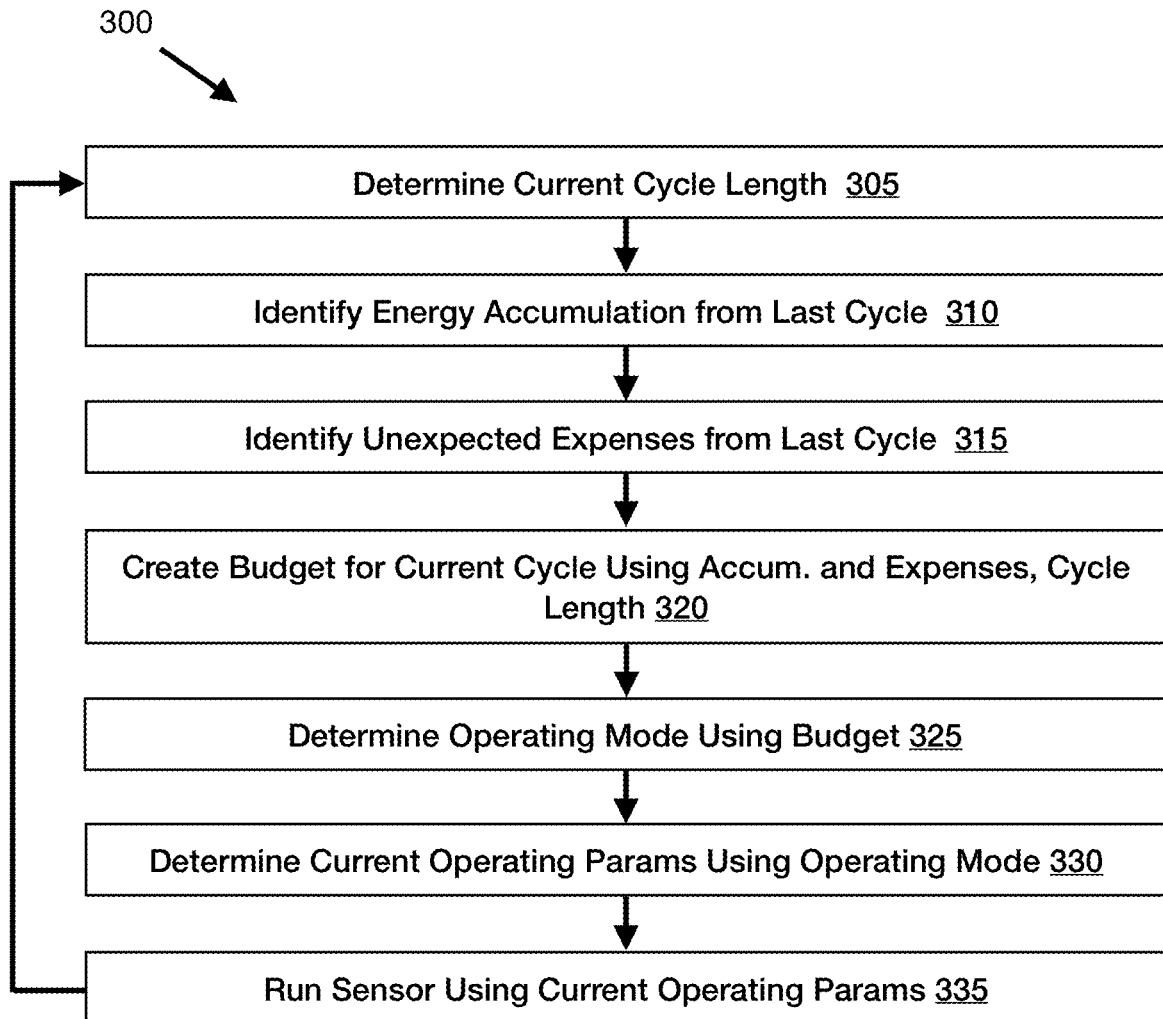 300
Determine Current Cycle Length 305
Identify Energy Accumulation from Last Cycle 310
Identify Unexpected Expenses from Last Cycle 315
Create Budget for Current Cycle Using Accum. and Expenses, Cycle
Length 320
Determine Operating Mode Using Budget 325
Determine Current Operating Params Using Operating Mode 330
Run Sensor Using Current Operating Params 335